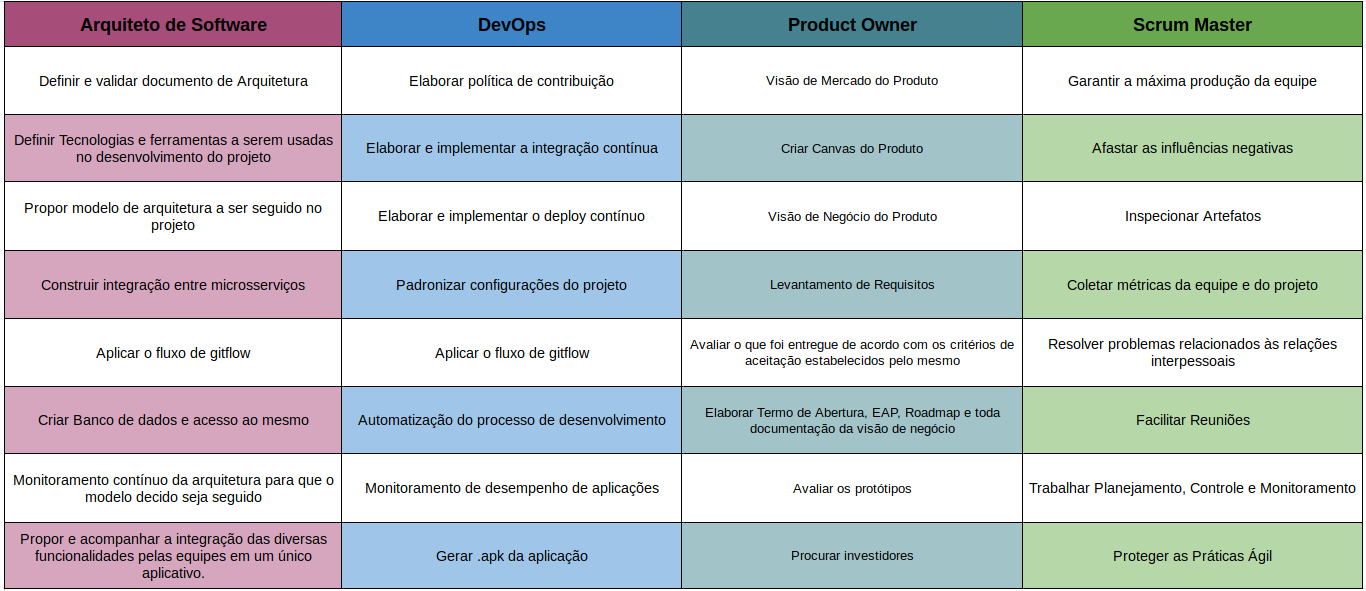 Arquiteto de Software
DevOps
Product Owner
Scrum Master
Definir e validar documento de Arquitetura
Elaborar política de contribuição
Visão de Mercado do Produto
Garantir a máxima produção da equipe
Definir Tecnologias e ferramentas a serem usadas
no desenvolvimento do projeto
Elaborar e implementar a integração contínua
Criar Canvas do Produto
Afastar as influências negativas
Propor modelo de arquitetura a ser seguido no
projeto
Elaborar e implementar o deploy contínuo
Visão de Negócio do Produto
Inspecionar Artefatos
Construir integração entre microsserviços
Padronizar configurações do projeto
Levantamento de Requisitos
Coletar métricas da equipe e do projeto
Aplicar o fluxo de gitflow
Aplicar o fluxo de gitflow
Avaliar o que foi entregue de acordo com os critérios de
aceitação estabelecidos pelo mesmo
Resolver problemas relacionados às relações
interpessoais
Criar Banco de dados e acesso ao mesmo
Automatização do processo de desenvolvimento
Elaborar Termo de Abertura, EAP, Roadmap e toda
documentação da visão de negócio
Facilitar Reuniões
Monitoramento contínuo da arquitetura para que o
modelo decido seja seguido
Monitoramento de desempenho de aplicações
Avaliar os protótipos
Trabalhar Planejamento, Controle e Monitoramento
Propor e acompanhar a integração das diversas
funcionalidades pelas equipes em um único
aplicativo.
Gerar .apk da aplicação
Procurar investidores
Proteger as Práticas Ágil